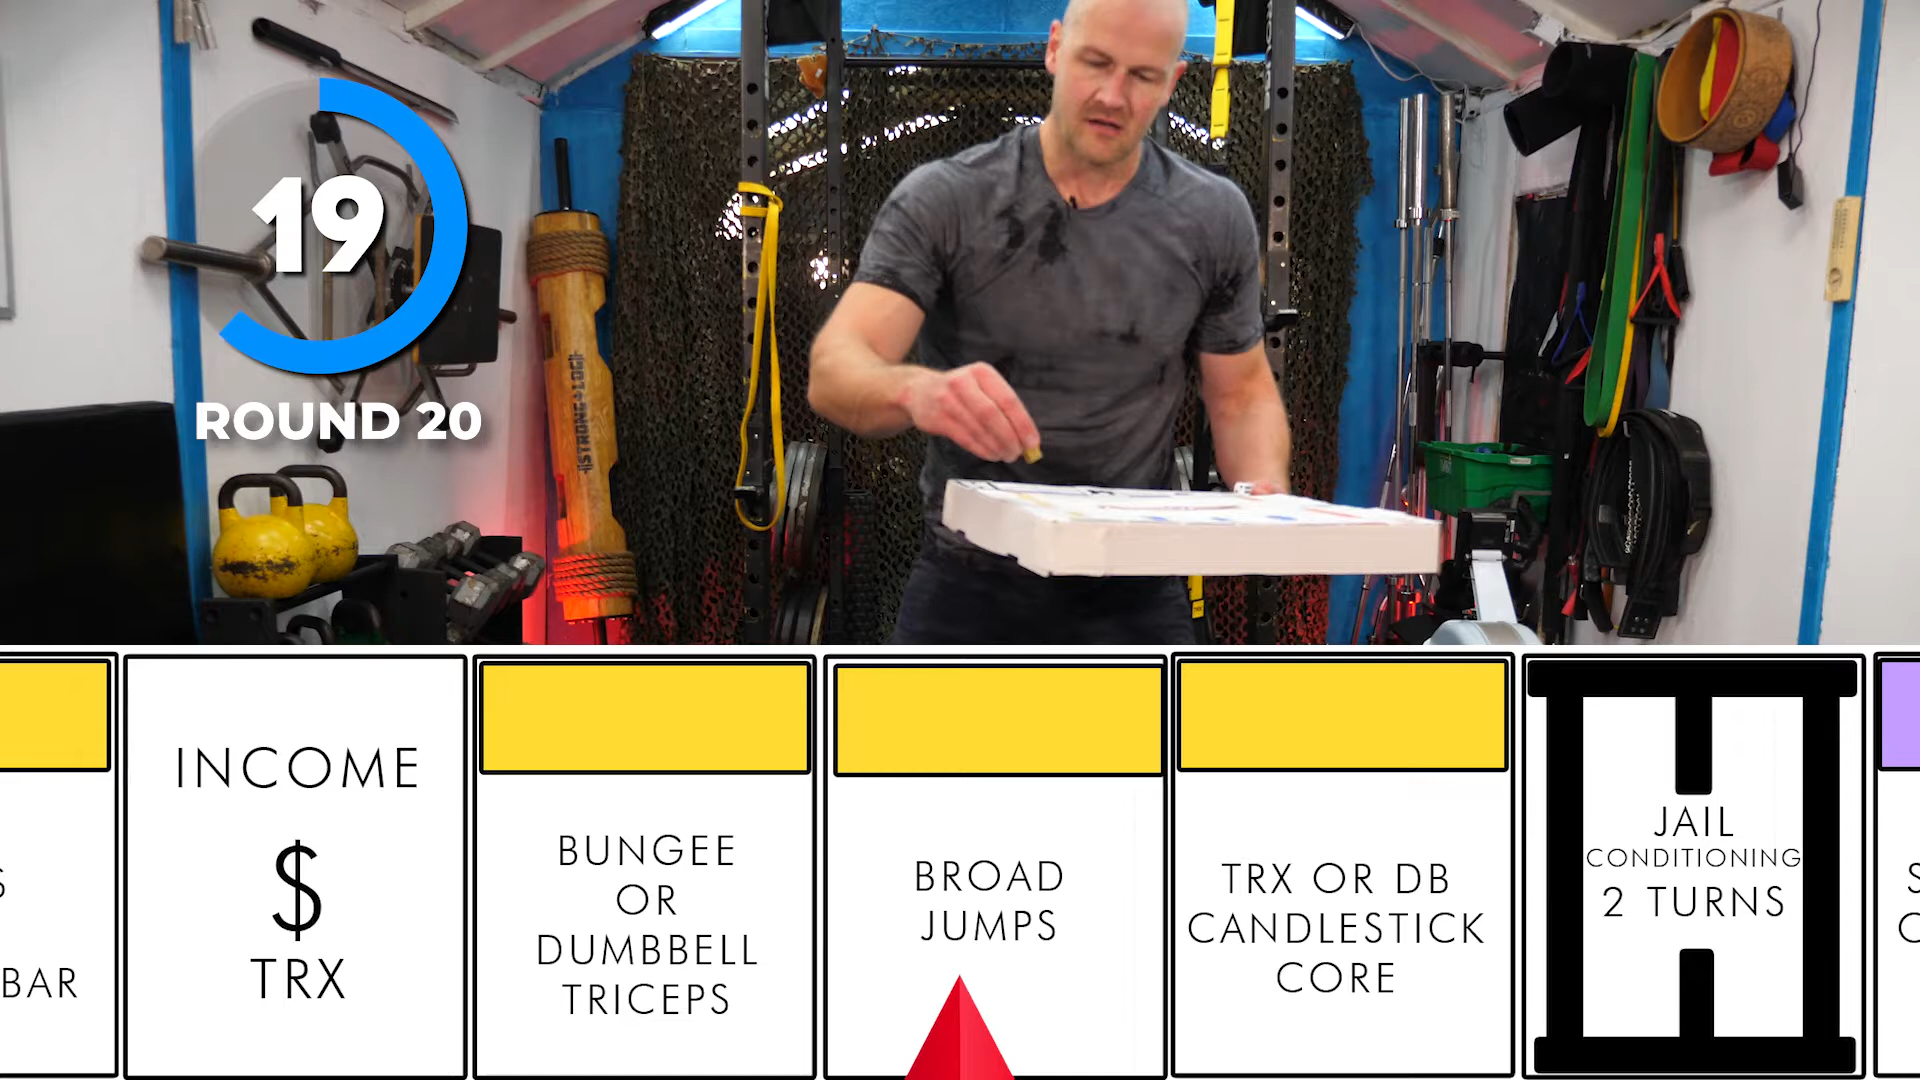 19
ROUND 20
STRONG LOG
BAR
INCOME
$
TRX
BUNGEE
OR
DUMBBELL
TRICEPS
BROAD
JUMPS
TRX OR DB
CANDLESTICK
CORE
JAIL
CONDITIONING
2 TURNS